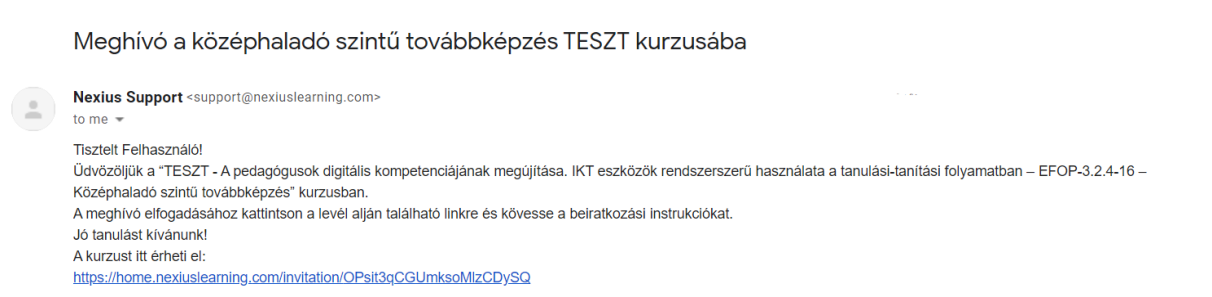 Meghívó a középhaladó szintű továbbképzés TESZT kurzusába
Nexius Support <support@nexiuslearning.com>
to me
Tisztelt Felhasználó!
Üdvözöljük a “TESZT - A pedagógusok digitális kompetenciájának megújítása. IKT eszközök rendszerszerű használata a tanulási-tanítási folyamatban – EFOP-3.2.4-16 –
Középhaladó szintű továbbképzés” kurzusban.
A meghívó elfogadásához kattintson a levél alján található linkre és kövesse a beiratkozási instrukciókat.
Jó tanulást kívánunk!
A kurzust itt érheti el:
https://home.nexiuslearning.com/invitation/OPsit3qCGUmksoMlzCDySQ